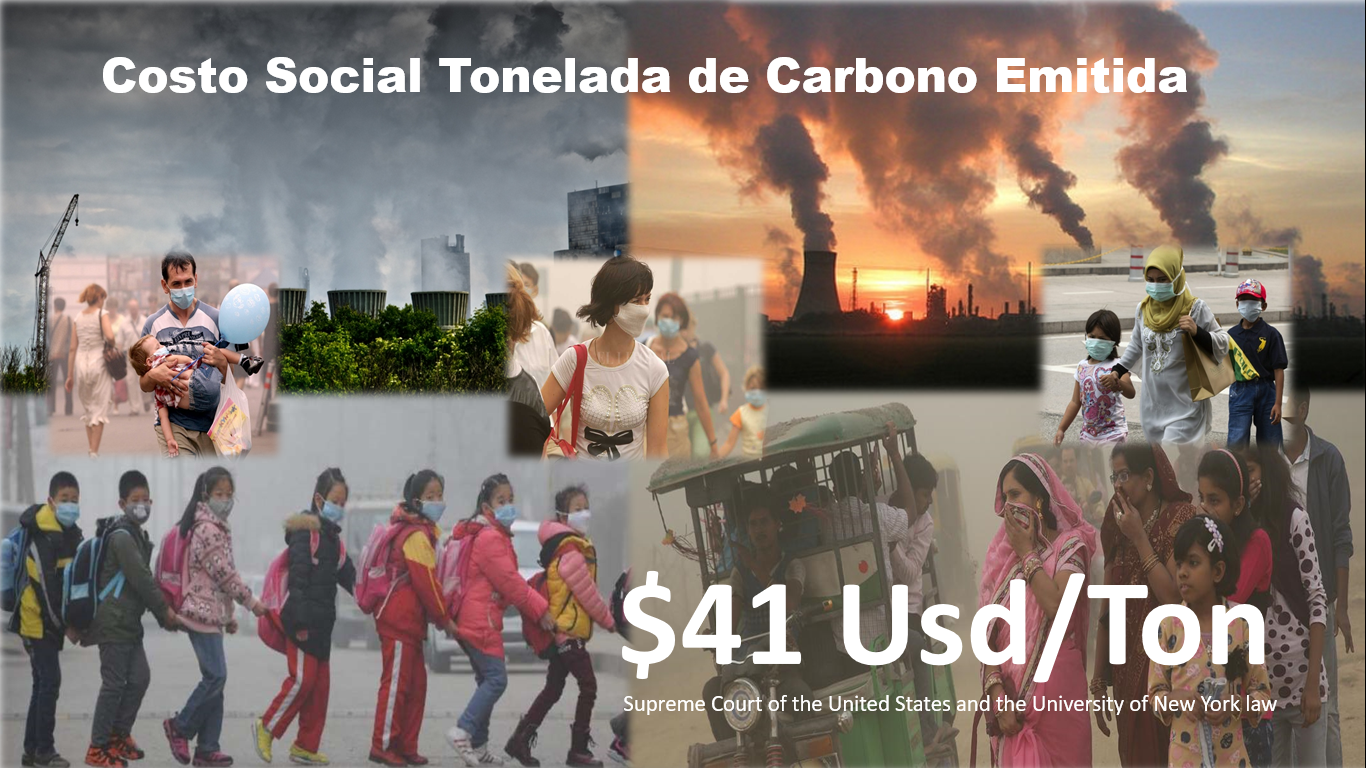 Costo Social Tonelada de Carbono Emitida
$41 Usd/Ton
Supreme Court of the United States and the University of New York law